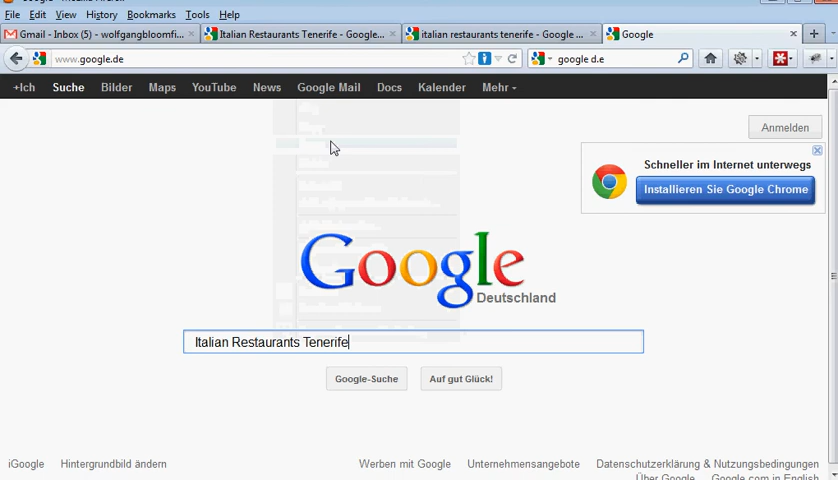 File Edit View History Bookmarks Tools Help
Gmail - Inbox (5) - wolfgangbloomfi... Italian Restaurants Tenerife - Google... italian restaurants tenerife - Google ... Google
www.google.de google d.e
+Ich Suche Bilder Maps YouTube News Google Mail Docs Kalender Mehr
Anmelden
Schneller im Internet unterwegs
Installieren Sie Google Chrome
Google
Deutschland
Italian Restaurants Tenerife
Google-Suche Auf gut Glück!
iGoogle Hintergrundbild ändern Werben mit Google Unternehmensangebote Datenschutzerklärung & Nutzungsbedingungen
Über Google Google.com in English